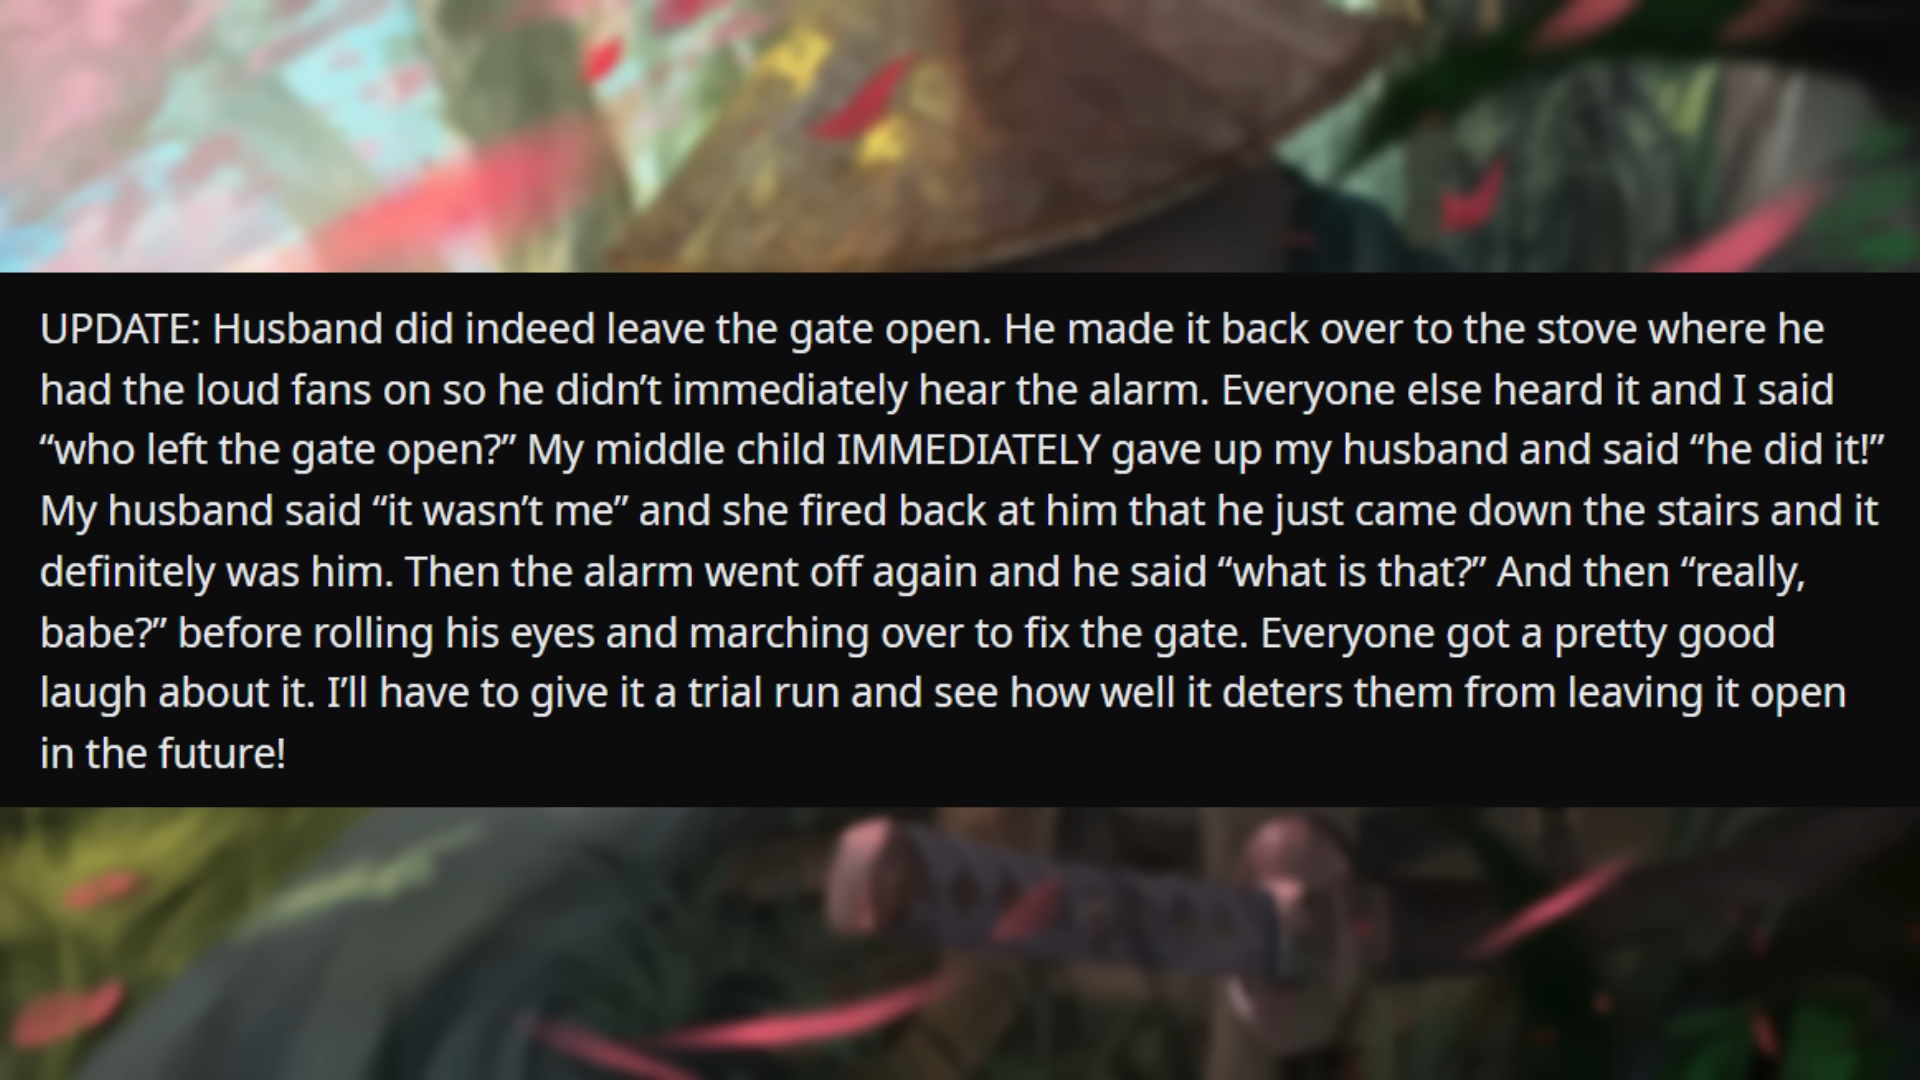 UPDATE: Husband did indeed leave the gate open. He made it back over to the stove where he
had the loud fans on so he didn’t immediately hear the alarm. Everyone else heard it and I said
“who left the gate open?” My middle child IMMEDIATELY gave up my husband and said “he did it!”
My husband said “it wasn’t me” and she fired back at him that he just came down the stairs and it
definitely was him. Then the alarm went off again and he said “what is that?” And then “really,
babe?” before rolling his eyes and marching over to fix the gate. Everyone got a pretty good
laugh about it. I’ll have to give it a trial run and see how well it deters them from leaving it open
in the future!